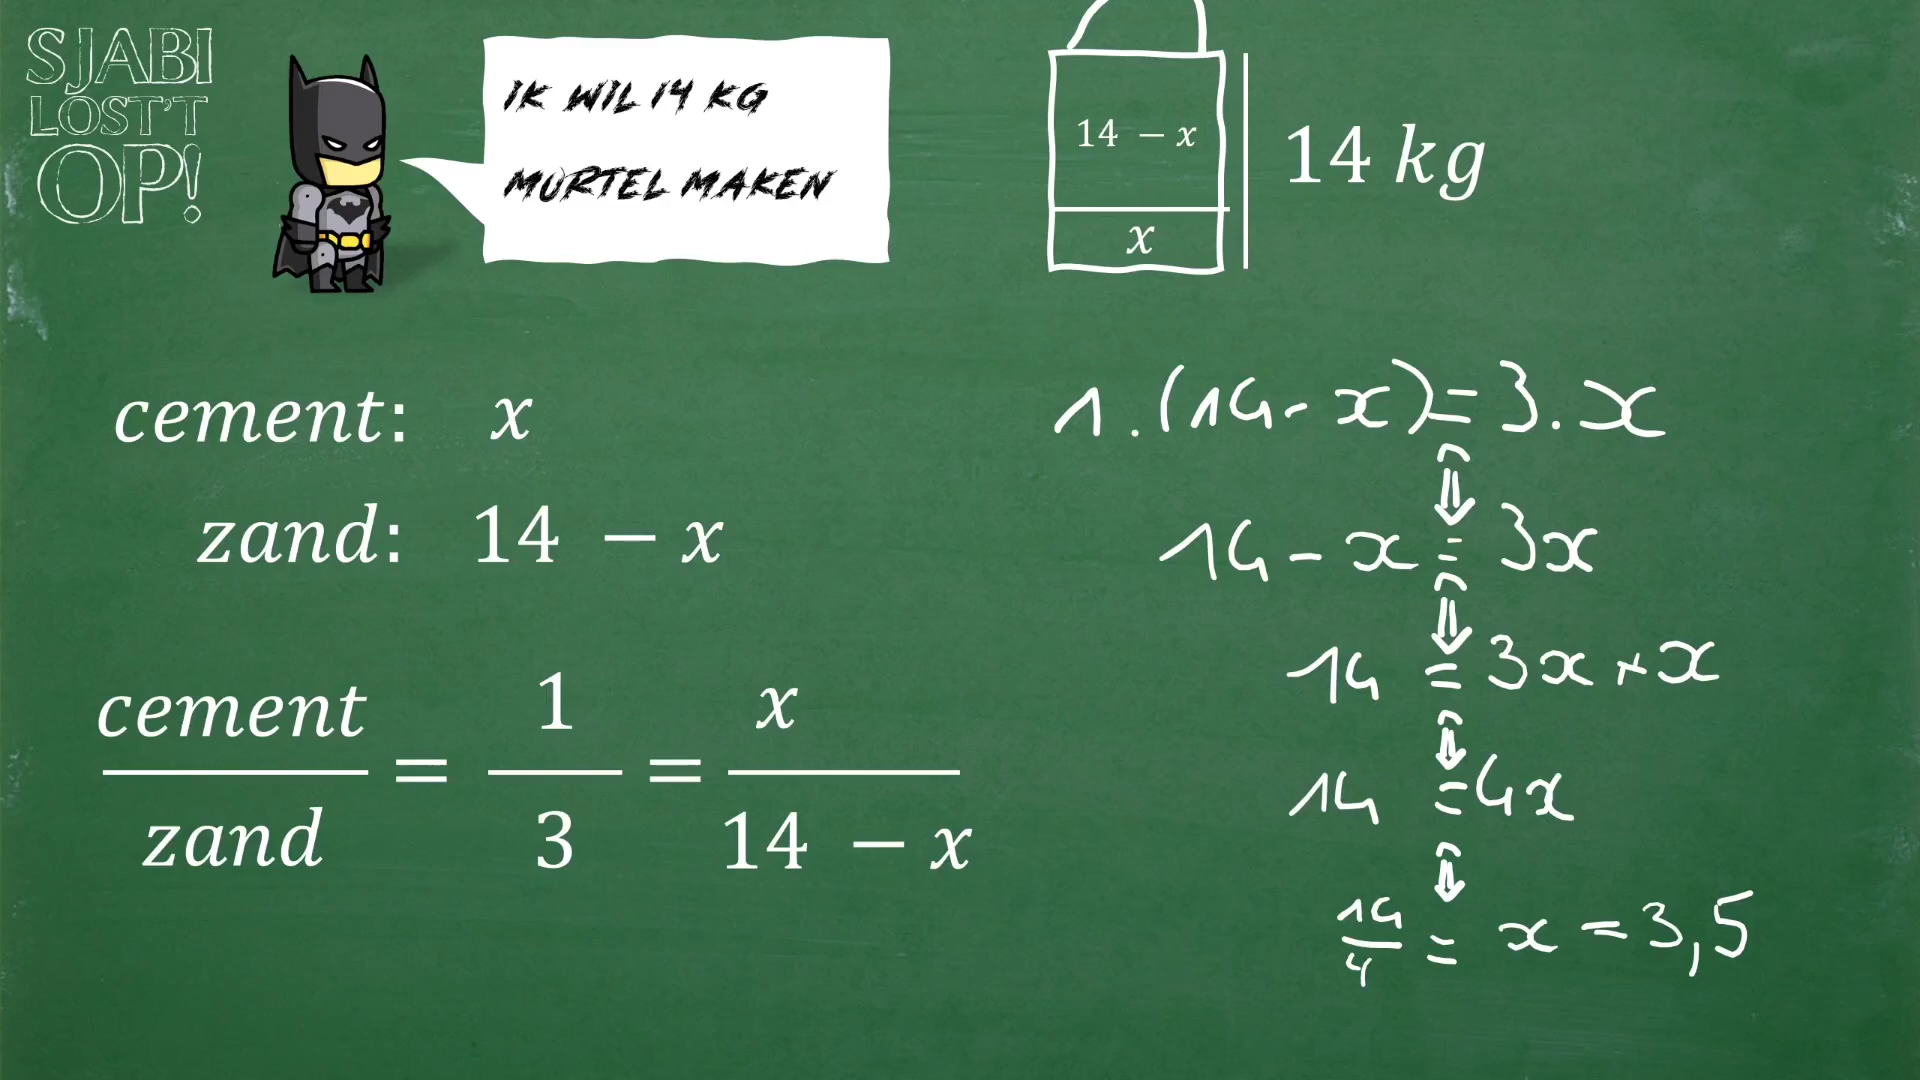 SJABI
LOST'T
OP!
IK WIL 14 KG
MORTEL MAKEN
14 − x
x
14 kg
cement: x
zand: 14 − x
cement / zand = 1 / 3 = x / 14 − x
1 . (14 - x) = 3 . x
14 - x = 3x
14 = 3x + x
14 = 4x
14 / 4 = x = 3,5